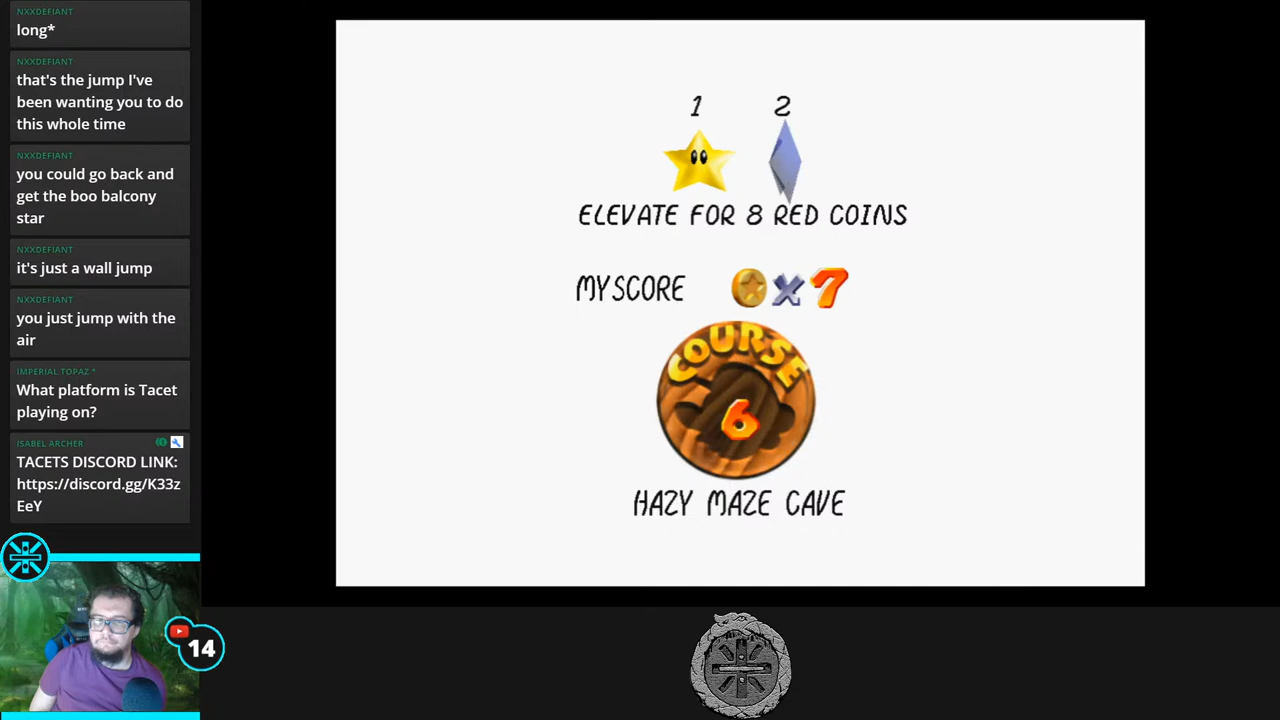 NXXDEFIANT
long*
NXXDEFIANT
that's the jump I've
been wanting you to do
this whole time
NXXDEFIANT
you could go back and
get the boo balcony
star
NXXDEFIANT
it's just a wall jump
NXXDEFIANT
you just jump with the
air
IMPERIAL TOPAZ *
What platform is Tacet
playing on?
ISABEL ARCHER
TACETS DISCORD LINK:
https://discord.gg/K33z
EeY
14
1 2
ELEVATE FOR 8 RED COINS
MY SCORE x 7
COURSE
6
HAZY MAZE CAVE